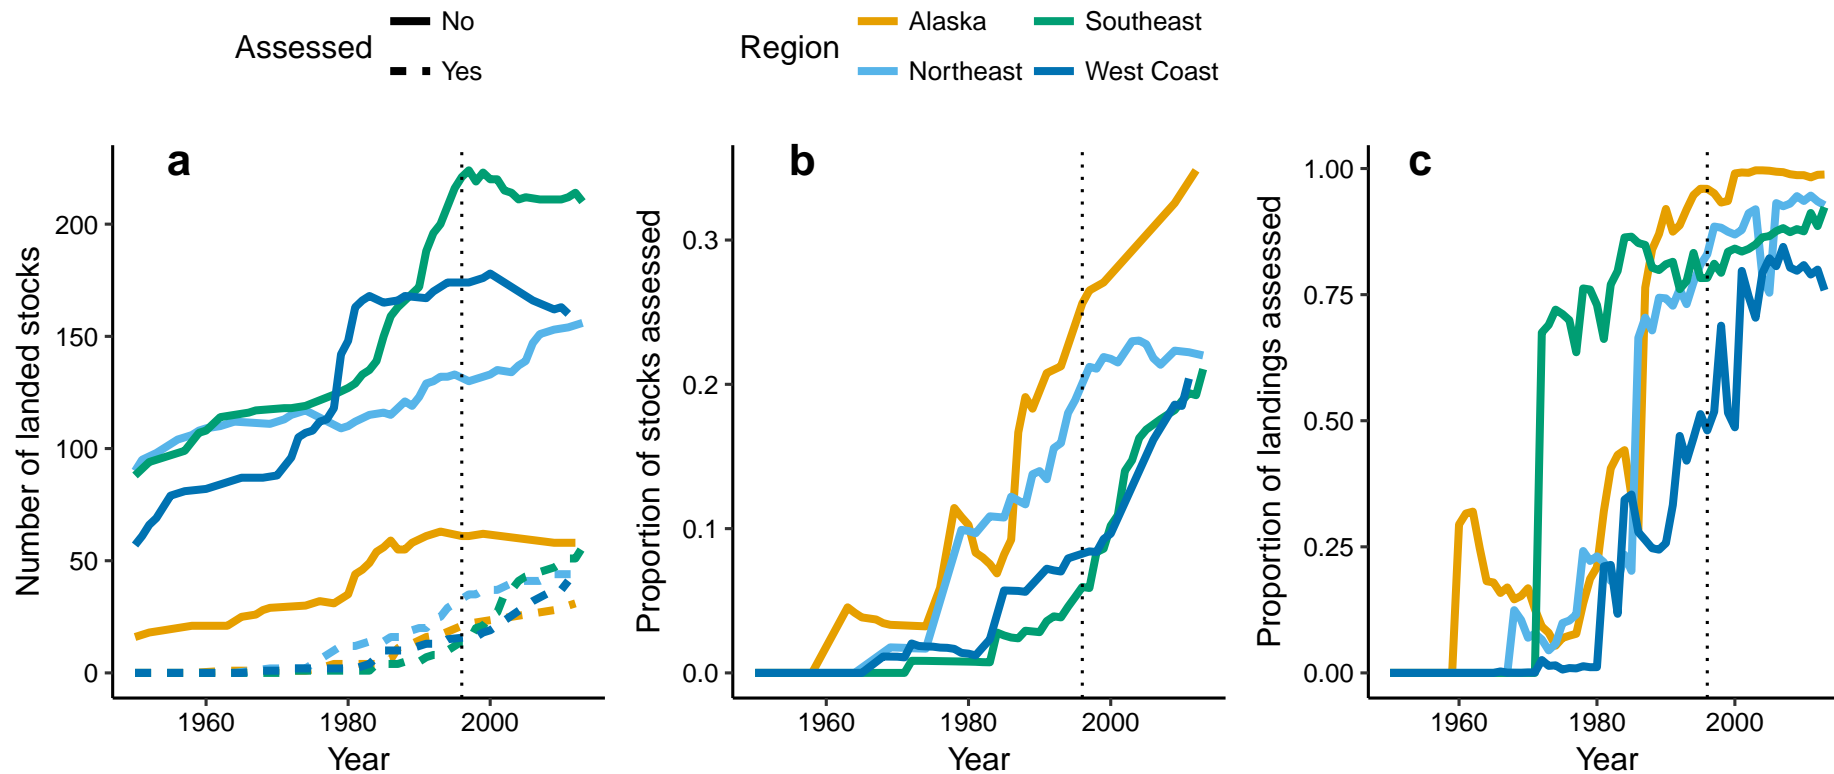 Assessed
No
Yes
Region
Alaska
Northeast
Southeast
West Coast
a
Number of landed stocks
200
150
100
50
0
1960 1980 2000
Year
b
Proportion of stocks assessed
0.3
0.2
0.1
0.0
1960 1980 2000
Year
c
Proportion of landings assessed
1.00
0.75
0.50
0.25
0.00
1960 1980 2000
Year